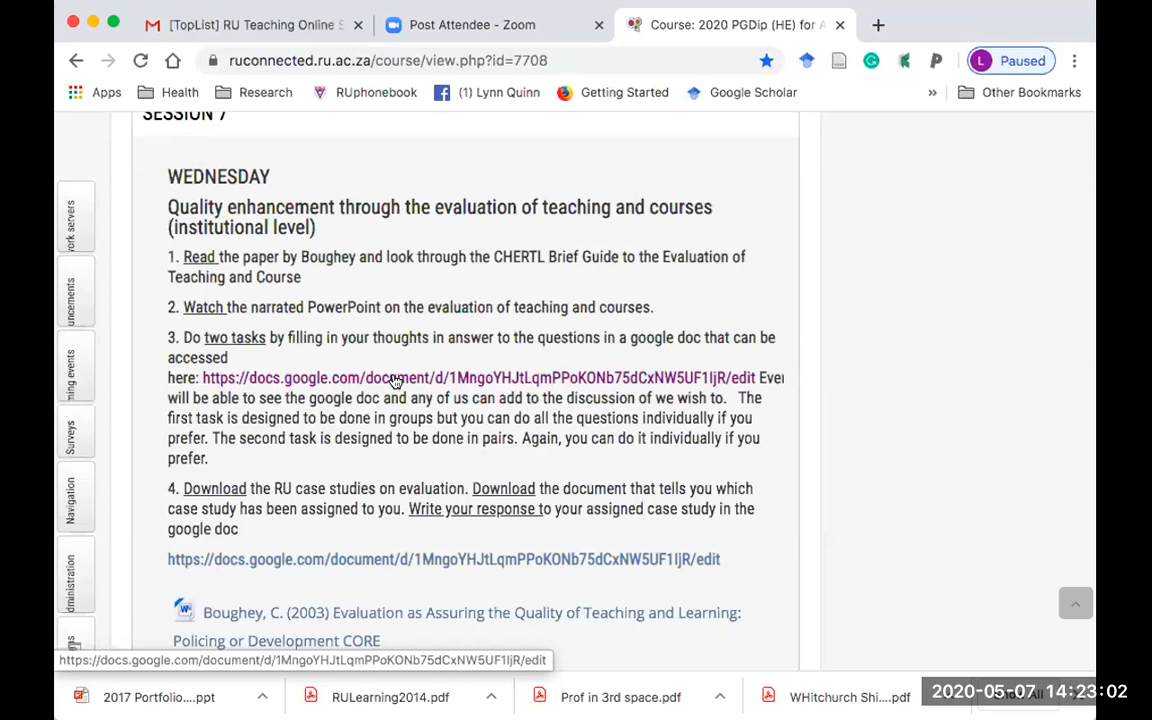 [TopList] RU Teaching Online S
Post Attendee - Zoom
Course: 2020 PGDip (HE) for A
ruconnected.ru.ac.za/course/view.php?id=7708
L Paused
Apps Health Research RUphonebook (1) Lynn Quinn Getting Started Google Scholar » Other Bookmarks
SESSION 7
WEDNESDAY
Quality enhancement through the evaluation of teaching and courses
(institutional level)
1. Read the paper by Boughey and look through the CHERTL Brief Guide to the Evaluation of
Teaching and Course
2. Watch the narrated PowerPoint on the evaluation of teaching and courses.
3. Do two tasks by filling in your thoughts in answer to the questions in a google doc that can be
accessed
here: https://docs.google.com/document/d/1MngoYHJtLqmPPoKONb75dCxNW5UF1IjR/edit Ever
will be able to see the google doc and any of us can add to the discussion of we wish to. The
first task is designed to be done in groups but you can do all the questions individually if you
prefer. The second task is designed to be done in pairs. Again, you can do it individually if you
prefer.
4. Download the RU case studies on evaluation. Download the document that tells you which
case study has been assigned to you. Write your response to your assigned case study in the
google doc
https://docs.google.com/document/d/1MngoYHJtLqmPPoKONb75dCxNW5UF1IjR/edit
Boughey, C. (2003) Evaluation as Assuring the Quality of Teaching and Learning:
Policing or Development CORE
ork servers
uncements
ming events
Surveys
Navigation
dministration
https://docs.google.com/document/d/1MngoYHJtLqmPPoKONb75dCxNW5UF1IjR/edit
2017 Portfolio....ppt
RULearning2014.pdf
Prof in 3rd space.pdf
WHitchurch Shi....pdf
2020-05-07 14:23:02